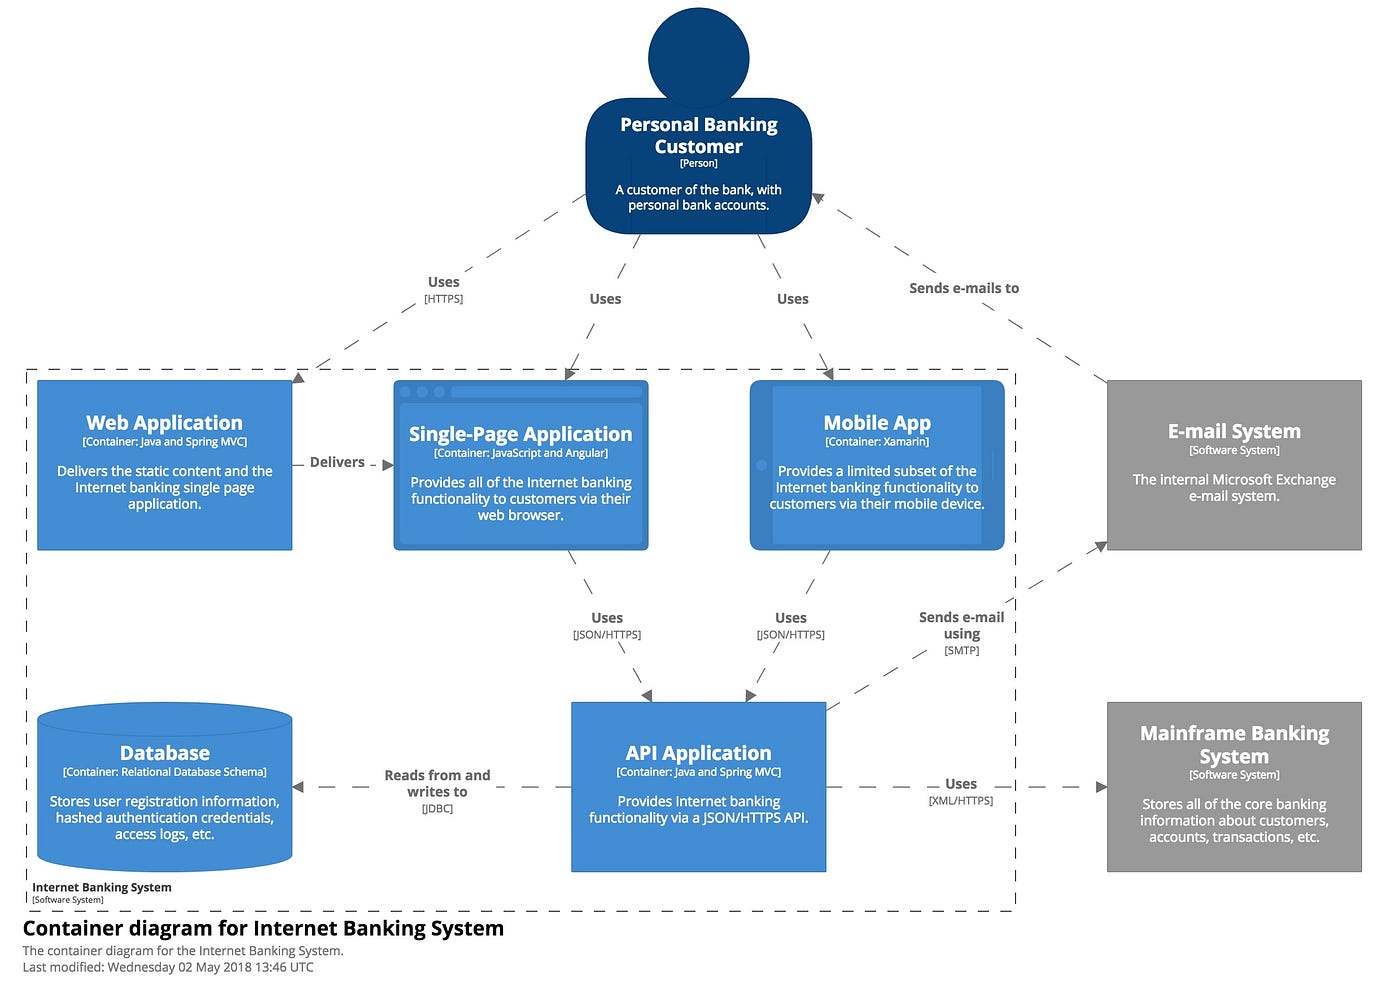 Personal Banking
Customer
[Person]
A customer of the bank, with
personal bank accounts.
Uses
[HTTPS]
Uses
Uses
Sends e-mails to
Web Application
[Container: Java and Spring MVC]
Delivers the static content and the
Internet banking single page
application.
Delivers
Single-Page Application
[Container: JavaScript and Angular]
Provides all of the Internet banking
functionality to customers via their
web browser.
Mobile App
[Container: Xamarin]
Provides a limited subset of the
Internet banking functionality to
customers via their mobile device.
E-mail System
[Software System]
The internal Microsoft Exchange
e-mail system.
Uses
[JSON/HTTPS]
Uses
[JSON/HTTPS]
Sends e-mail
using
[SMTP]
Database
[Container: Relational Database Schema]
Stores user registration information,
hashed authentication credentials,
access logs, etc.
Reads from and
writes to
[JDBC]
API Application
[Container: Java and Spring MVC]
Provides Internet banking
functionality via a JSON/HTTPS API.
Uses
[XML/HTTPS]
Mainframe Banking
System
[Software System]
Stores all of the core banking
information about customers,
accounts, transactions, etc.
Internet Banking System
[Software System]
Container diagram for Internet Banking System
The container diagram for the Internet Banking System.
Last modified: Wednesday 02 May 2018 13:46 UTC